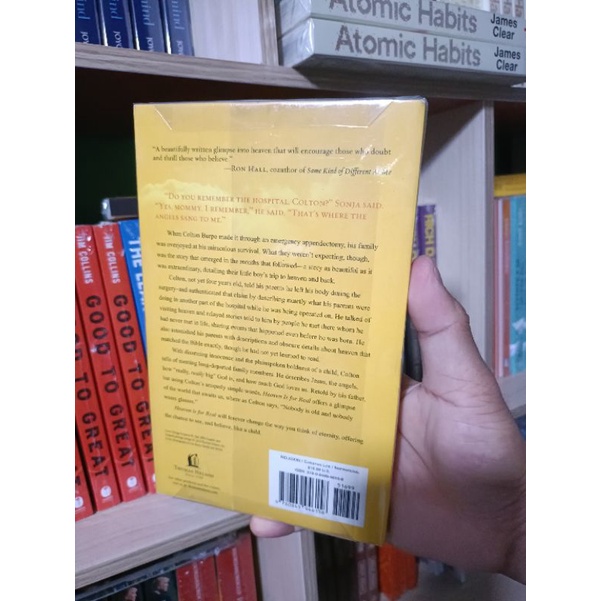 Atomic Habits
James
Clear
Atomic Habits
James
Clear
"A beautifully written glimpse into heaven that will encourage those who doubt
and thrill those who believe."
—RON HALL, coauthor of Same Kind of Different
"DO YOU REMEMBER THE HOSPITAL, COLTON?" SONJA SAID.
"YES, MOMMY, I REMEMBER," HE SAID. "THAT'S WHERE THE
ANGELS SANG TO ME."
When Colton Burpo made it through an emergency appendectomy, his family
was overjoyed at his miraculous survival. What they weren't expecting, though,
was the story that emerged in the months that followed—a story as beautiful as it
was extraordinary, detailing their little boy's trip to heaven and back.
Colton, not yet four years old, told his parents he left his body during the
surgery–and authenticated that claim by describing exactly what his parents were
doing in another part of the hospital while he was being operated on. He talked of
visiting heaven and relayed stories told to him by people he met there whom he
had never met in life, sharing events that happened even before he was born. He
also astonished his parents with descriptions and obscure details about heaven that
matched the Bible exactly, though he had not yet learned to read.
With disarming innocence and the plainspoken boldness of a child, Colton
tells of meeting long-departed family members. He describes Jesus, the angels,
how "really, really big" God is, and how much God loves us. Retold by his father,
but using Colton's uniquely simple words, Heaven Is for Real offers a glimpse
of the world that awaits us, where as Colton says, "Nobody is old and nobody
wears glasses."
Heaven Is for Real will forever change the way you think of eternity, offering
the chance to see, and believe, like a child.
THOMAS NELSON
JIM COLLINS
GOOD TO GREAT
JIM COLLINS
GOOD TO GREAT
GOOD TO GREAT
THE